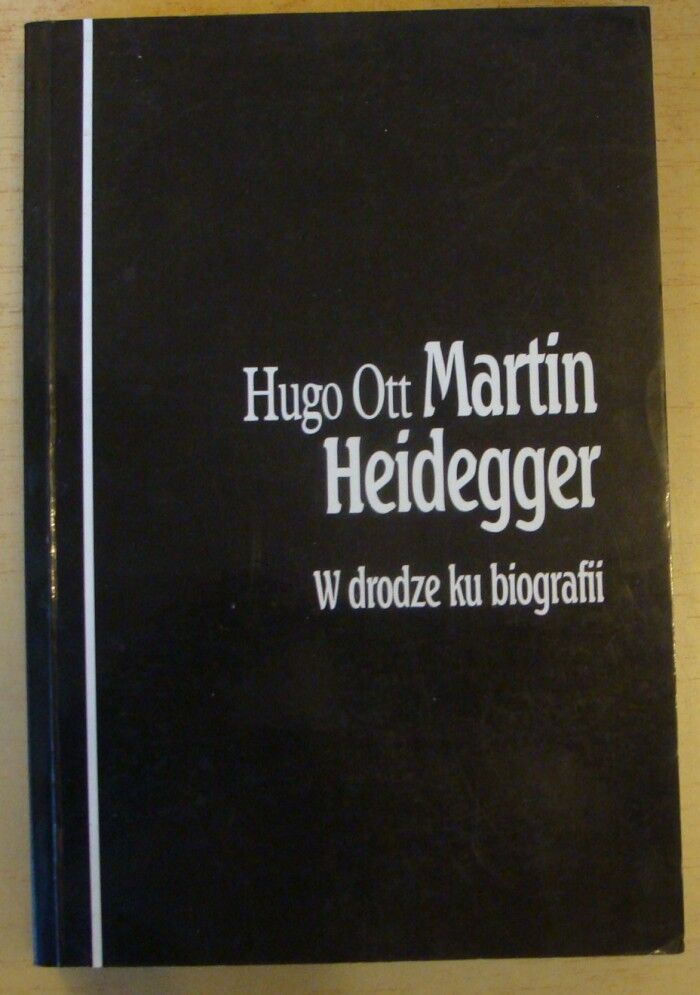 Hugo Ott Martin
Heidegger
W drodze ku biografii